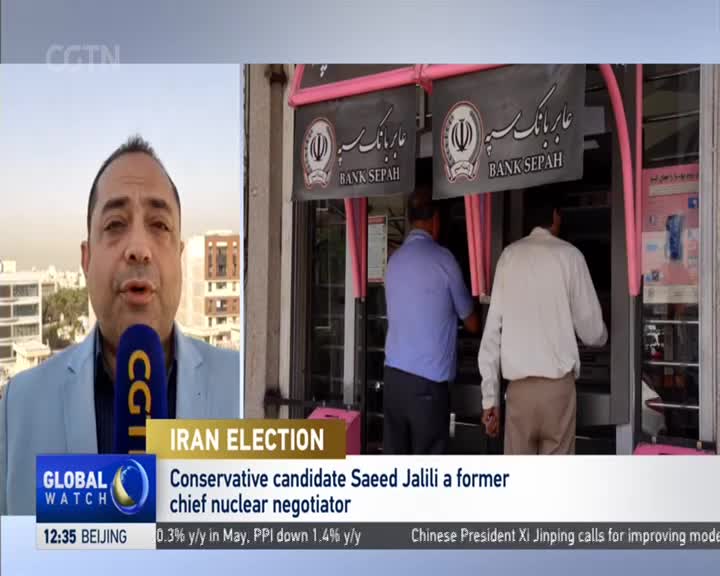 CGTN
عابر بانک سپه
BANK SEPAH
عابر بانک سپه
BANK SEPAH
CGTN
IRAN ELECTION
Conservative candidate Saeed Jalili a former
chief nuclear negotiator
GLOBAL
WATCH
12:35 BEIJING
0.3% y/y in May, PPI down 1.4% y/y Chinese President Xi Jinping calls for improving mode